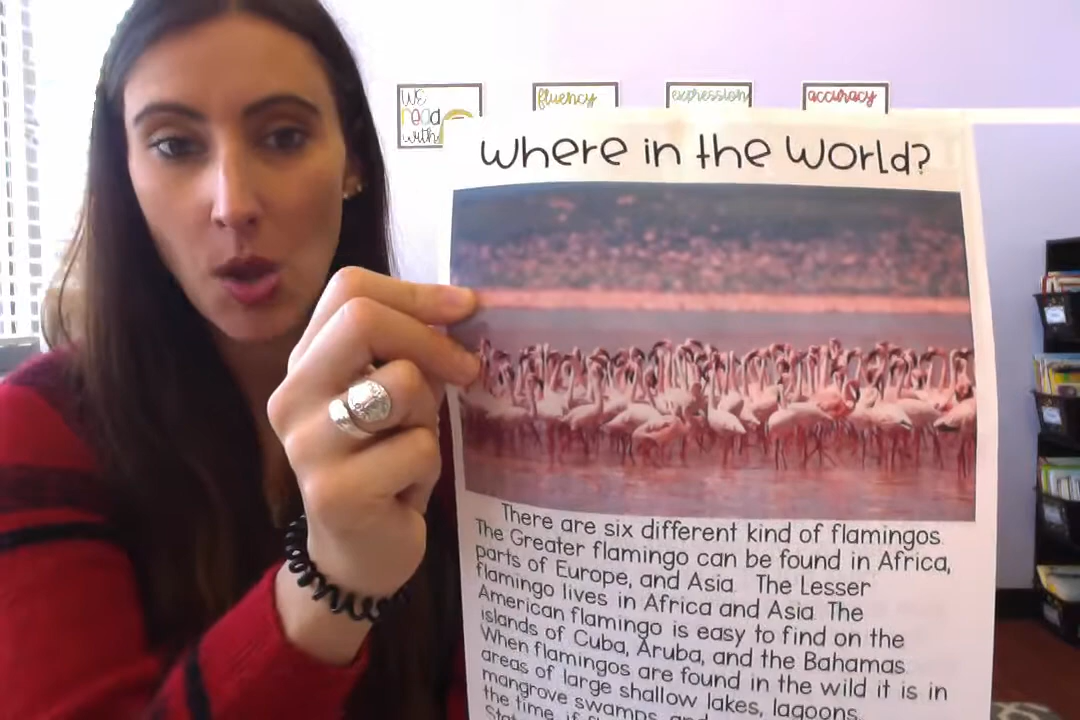 we
read
with
fluency
expression
accuracy
Where in the World?
There are six different kind of flamingos.
The Greater flamingo can be found in Africa,
parts of Europe, and Asia. The Lesser
flamingo lives in Africa and Asia. The
American flamingo is easy to find on the
islands of Cuba, Aruba, and the Bahamas.
When flamingos are found in the wild it is in
areas of large shallow lakes, lagoons,
mangrove swamps, and
the time, if